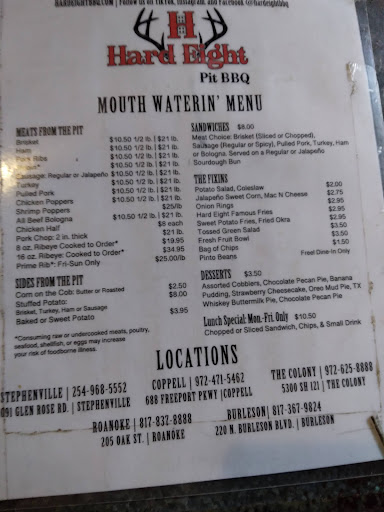 HARDEIGHTBBQ.COM | Follow us on TikTok, Instagram, and Facebook @hardeightbbq
H
Hard Eight
Pit BBQ
MOUTH WATERIN' MENU
MEATS FROM THE PIT
Brisket $10.50 1/2 lb. | $21 lb.
Ham $10.50 1/2 lb. | $21 lb.
Pork Ribs $10.50 1/2 lb. | $21 lb.
$10.50 1/2 lb. | $21 lb.
Sausage: Regular or Jalapeño $10.50 1/2 lb. | $21 lb.
Turkey $10.50 1/2 lb. | $21 lb.
Pulled Pork $10.50 1/2 lb. | $21 lb.
Chicken Poppers $10.50 1/2 lb. | $21 lb.
Shrimp Poppers $25/lb
All Beef Bologna $10.50 1/2 lb. | $21 lb.
Chicken Half $8 each
Pork Chop: 2 in. thick $21 lb.
8 oz. Ribeye Cooked to Order* $19.95
16 oz. Ribeye: Cooked to Order* $34.95
Prime Rib*: Fri-Sun Only $25.00/lb
SIDES FROM THE PIT
Corn on the Cob: Butter or Roasted $2.50
Stuffed Potato: $8.00
Brisket, Turkey, Ham or Sausage
Baked or Sweet Potato $3.95
*Consuming raw or undercooked meats, poultry,
seafood, shellfish, or eggs may increase
your risk of foodborne illness.
SANDWICHES $8.00
Meat Choice: Brisket (Sliced or Chopped),
Sausage (Regular or Spicy), Pulled Pork, Turkey, Ham
or Bologna. Served on a Regular or Jalapeño
Sourdough Bun
THE FIXINS
Potato Salad, Coleslaw $2.00
Jalapeño Sweet Corn, Mac N Cheese $2.75
Onion Rings $2.95
Hard Eight Famous Fries $2.95
Sweet Potato Fries, Fried Okra $2.95
Tossed Green Salad $3.50
Fresh Fruit Bowl $1.50
Bag of Chips
Pinto Beans Free! Dine-In Only
DESSERTS $3.50
Assorted Cobblers, Chocolate Pecan Pie, Banana
Pudding, Strawberry Cheesecake, Oreo Mud Pie, TX
Whiskey Buttermilk Pie, Chocolate Pecan Pie
Lunch Special: Mon.-Fri. Only $10.50
Chopped or Sliced Sandwich, Chips, & Small Drink
LOCATIONS
STEPHENVILLE | 254-968-5552
091 GLEN ROSE RD. | STEPHENVILLE
COPPELL | 972-471-5462
688 FREEPORT PKWY |COPPELL
THE COLONY | 972-625-8888
5300 SH 121 | THE COLONY
ROANOKE | 817-837-8888
205 OAK ST. | ROANOKE
BURLESON | 817-367-9824
220 N. BURLESON BLVD. | BURLESON